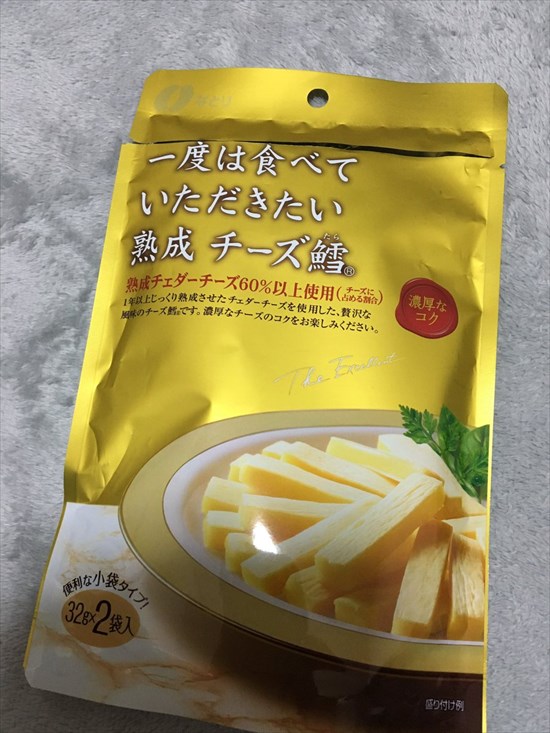 なとり
一度は食べて
いただきたい
たら
熟成 チーズ鱈®
熟成チェダーチーズ60%以上使用(チーズに占める割合)
1年以上じっくり熟成させたチェダーチーズを使用した、贅沢な
風味のチーズ鱈®です。濃厚なチーズのコクをお楽しみください。
濃厚な
コク
The Excellent
便利な小袋タイプ!
32g×2袋入
盛り付け例